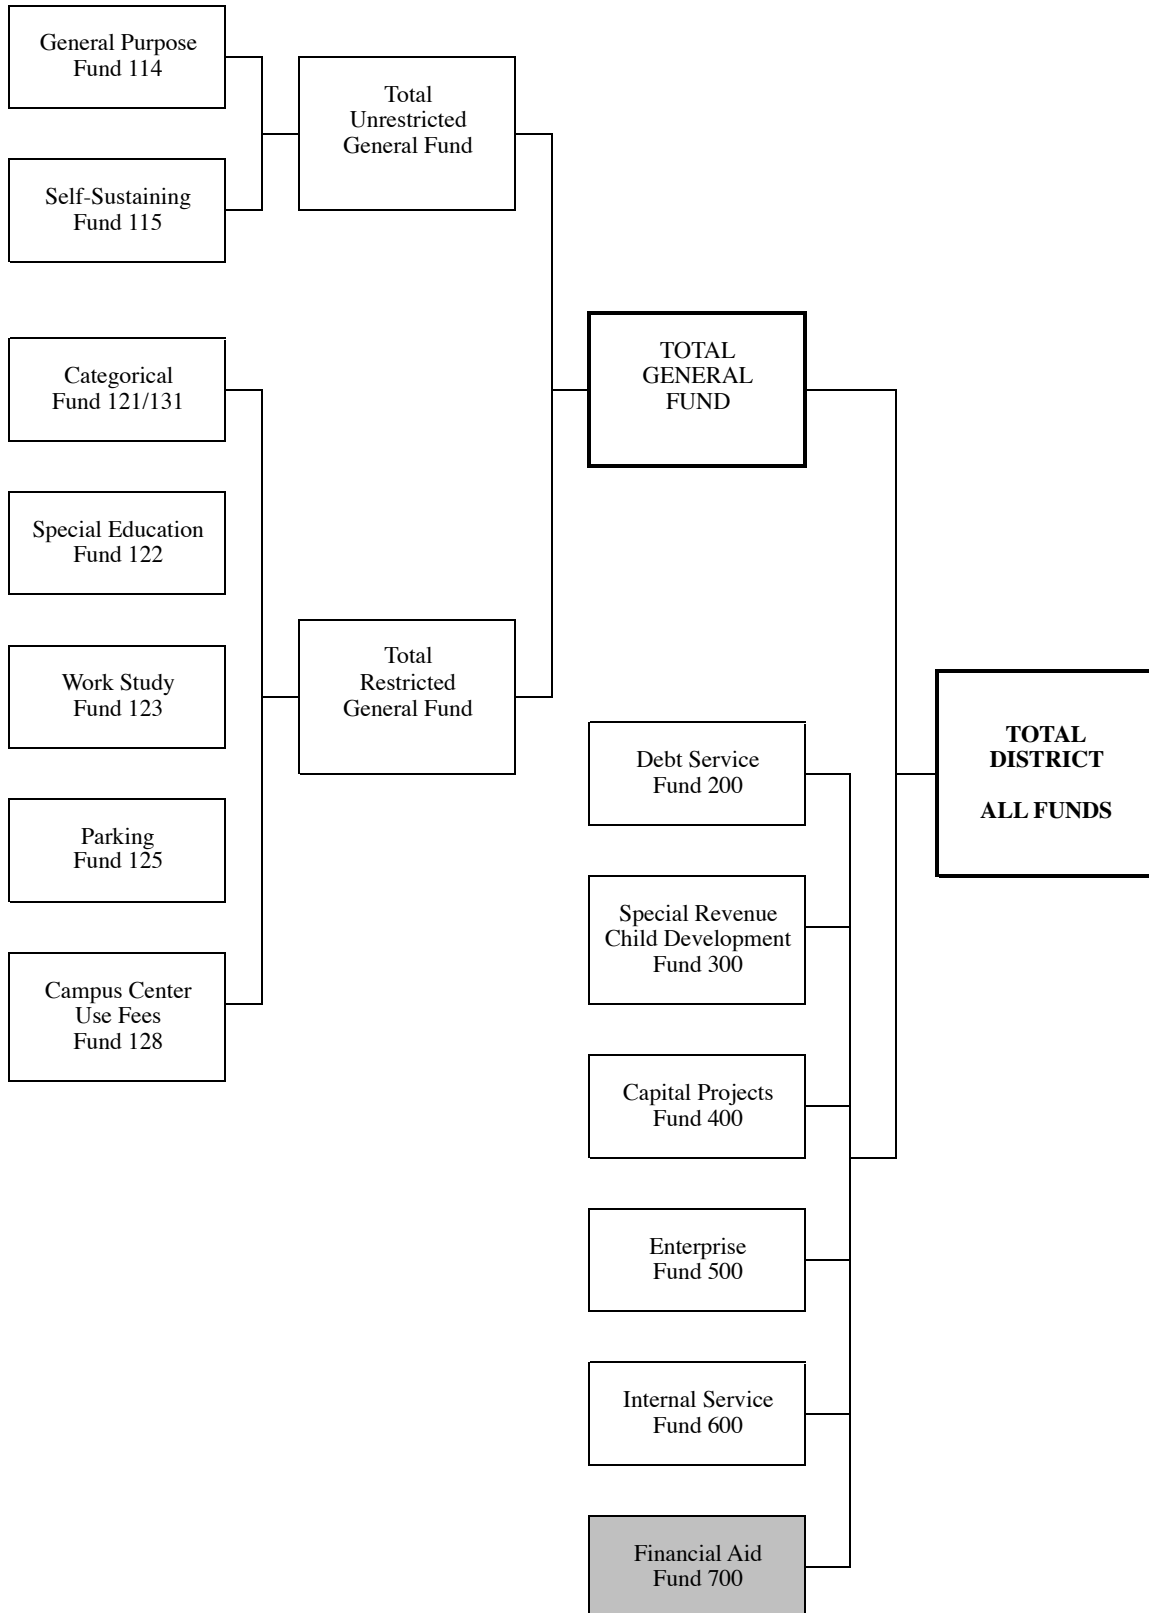 General Purpose
Fund 114
Self-Sustaining
Fund 115
Categorical
Fund 121/131
Special Education
Fund 122
Work Study
Fund 123
Parking
Fund 125
Campus Center
Use Fees
Fund 128
Total
Unrestricted
General Fund
Total
Restricted
General Fund
TOTAL
GENERAL
FUND
Debt Service
Fund 200
Special Revenue
Child Development
Fund 300
Capital Projects
Fund 400
Enterprise
Fund 500
Internal Service
Fund 600
Financial Aid
Fund 700
TOTAL
DISTRICT
ALL FUNDS